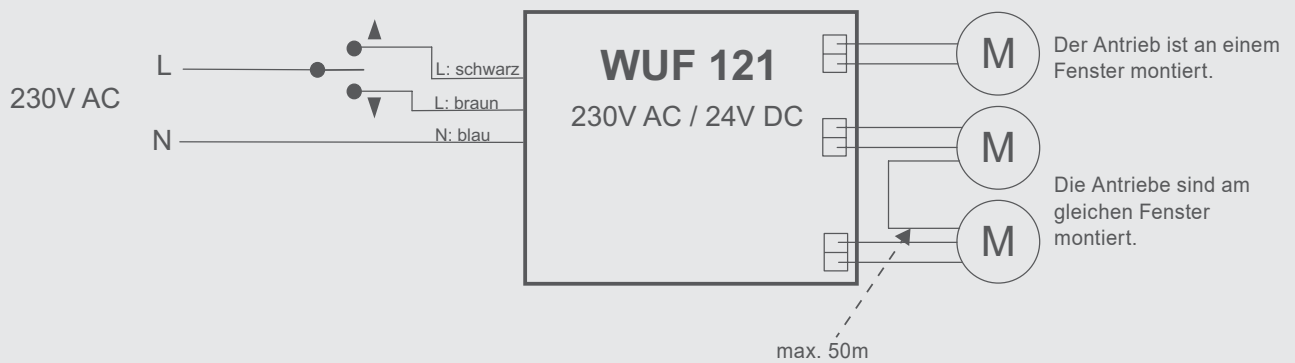 230V AC
L
N
L: schwarz
L: braun
N: blau
WUF 121
230V AC / 24V DC
M
Der Antrieb ist an einem
Fenster montiert.
M
M
Die Antriebe sind am
gleichen Fenster
montiert.
max. 50m